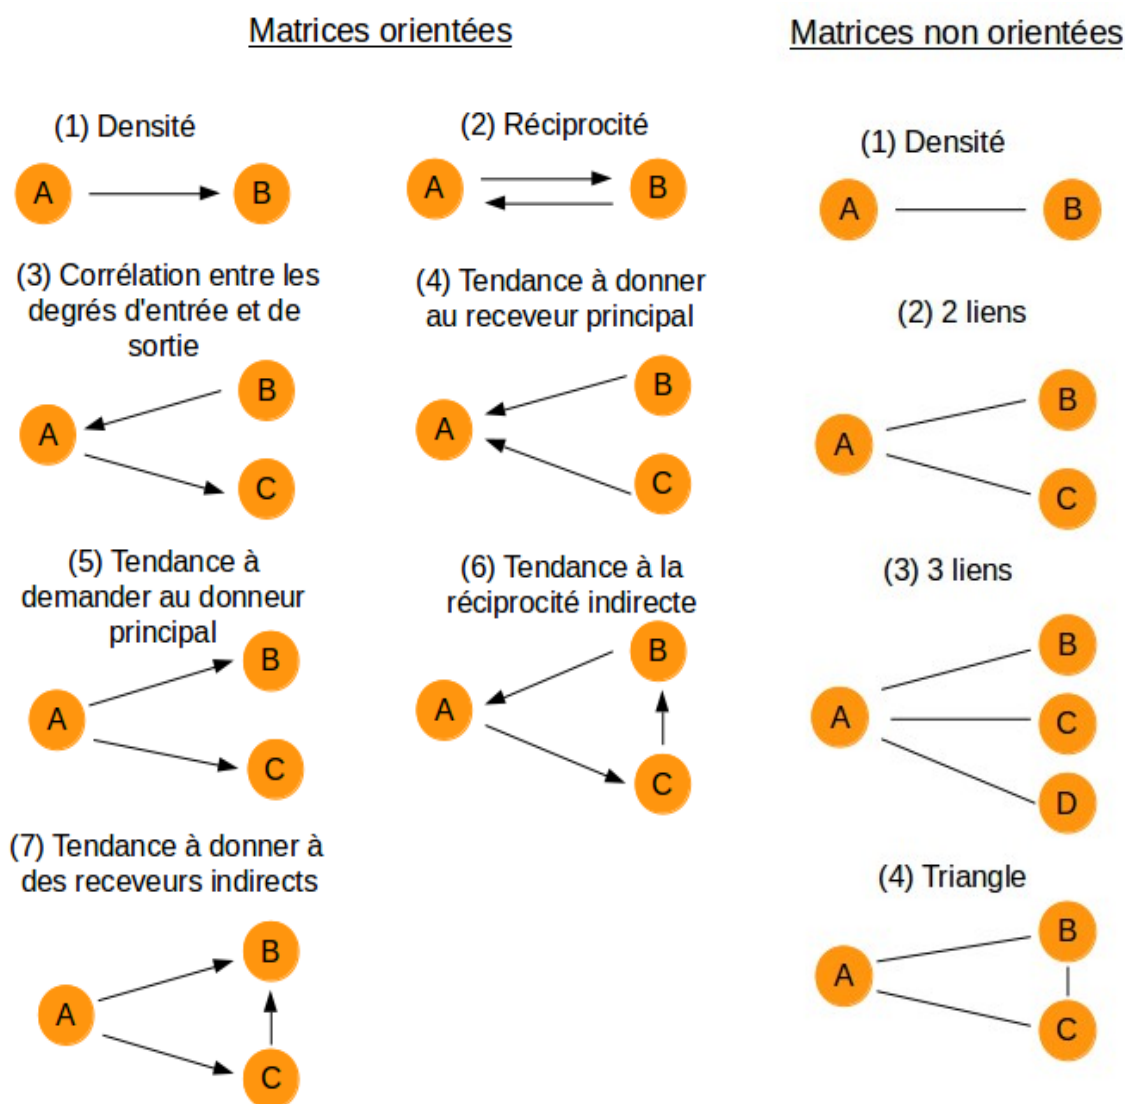 Matrices orientées
(1) Densité
A
B
(2) Réciprocité
A
B
(3) Corrélation entre les
degrés d'entrée et de
sortie
A
B
C
(4) Tendance à donner
au receveur principal
A
B
C
(5) Tendance à
demander au donneur
principal
A
B
C
(6) Tendance à la
réciprocité indirecte
A
B
C
(7) Tendance à donner à
des receveurs indirects
A
B
C
Matrices non orientées
(1) Densité
A
B
(2) 2 liens
A
B
C
(3) 3 liens
A
B
C
D
(4) Triangle
A
B
C